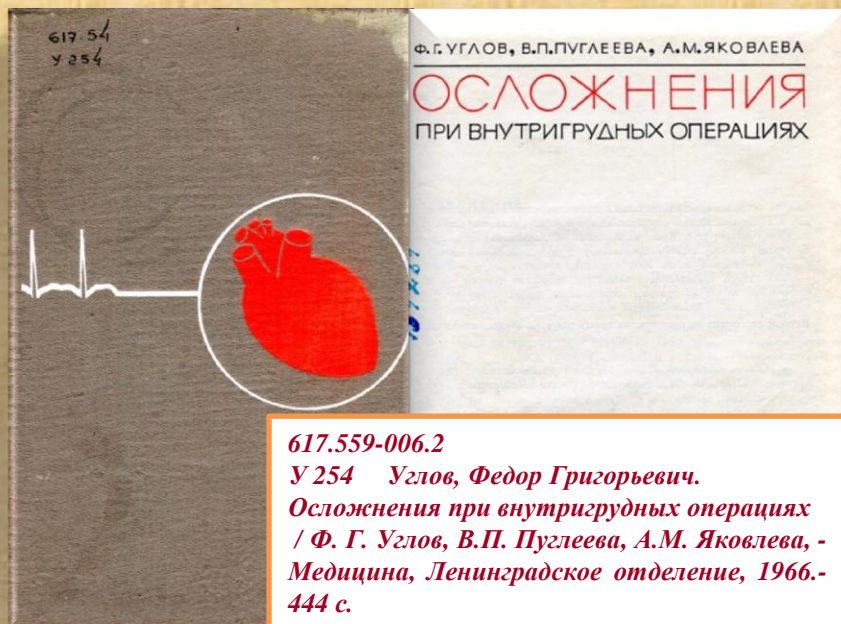 617.54
У 254
Ф.Г. УГЛОВ, В.П. ПУГЛЕЕВА, А.М. ЯКОВЛЕВА
ОСЛОЖНЕНИЯ
ПРИ ВНУТРИГРУДНЫХ ОПЕРАЦИЯХ
617.559-006.2
У 254 Углов, Федор Григорьевич.
Осложнения при внутригрудных операциях
/ Ф. Г. Углов, В.П. Пуглеева, А.М. Яковлева, -
Медицина, Ленинградское отделение, 1966.-
444 с.